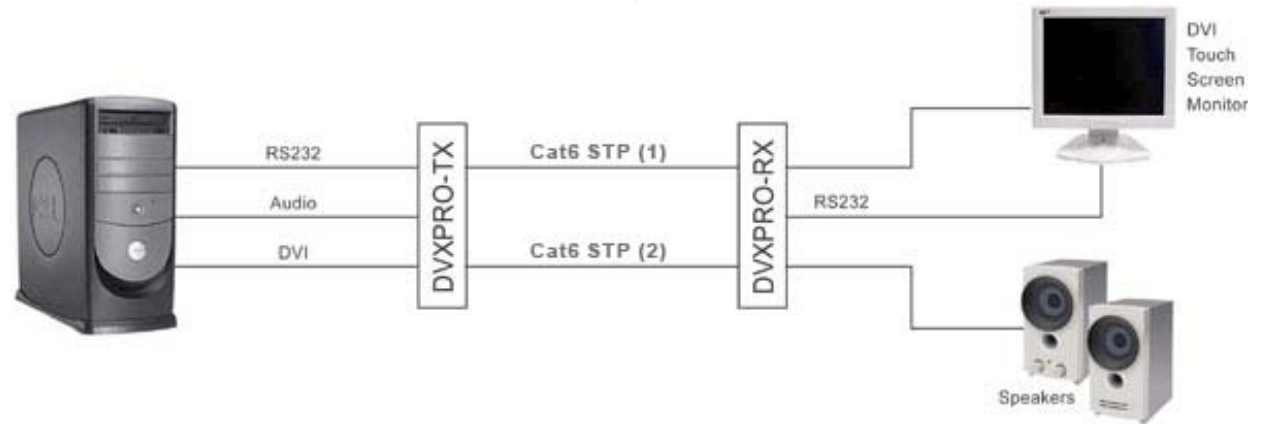 RS232
Audio
DVI
DVXPRO-TX
Cat6 STP (1)
Cat6 STP (2)
DVXPRO-RX
RS232
DVI
Touch
Screen
Monitor
Speakers